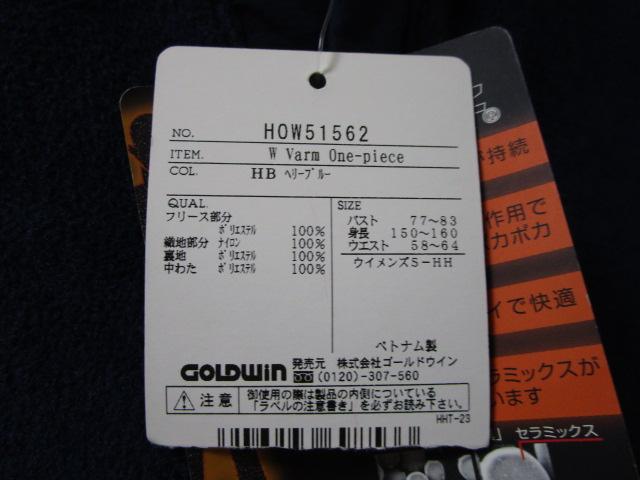 NO. HOW51562
ITEM. W Varm One-piece
COL. HB ヘリーブルー
QUAL.
フリース部分
ポリエステル 100%
織地部分 ナイロン 100%
裏地 ポリエステル 100%
中わた ポリエステル 100%
SIZE
バスト 77～83
身長 150～160
ウエスト 58～64
ウイメンズS－HH
ベトナム製
GOLDWIN 発売元 株式会社ゴールドウイン
(0120)-307-560
注意 御使用の際は製品の内側についている
「ラベルの注意書き」を必ずお読み下さい。
HHT-23
持続
作用で
カポカ
イで快適
ラミックスが
います
」 セラミックス